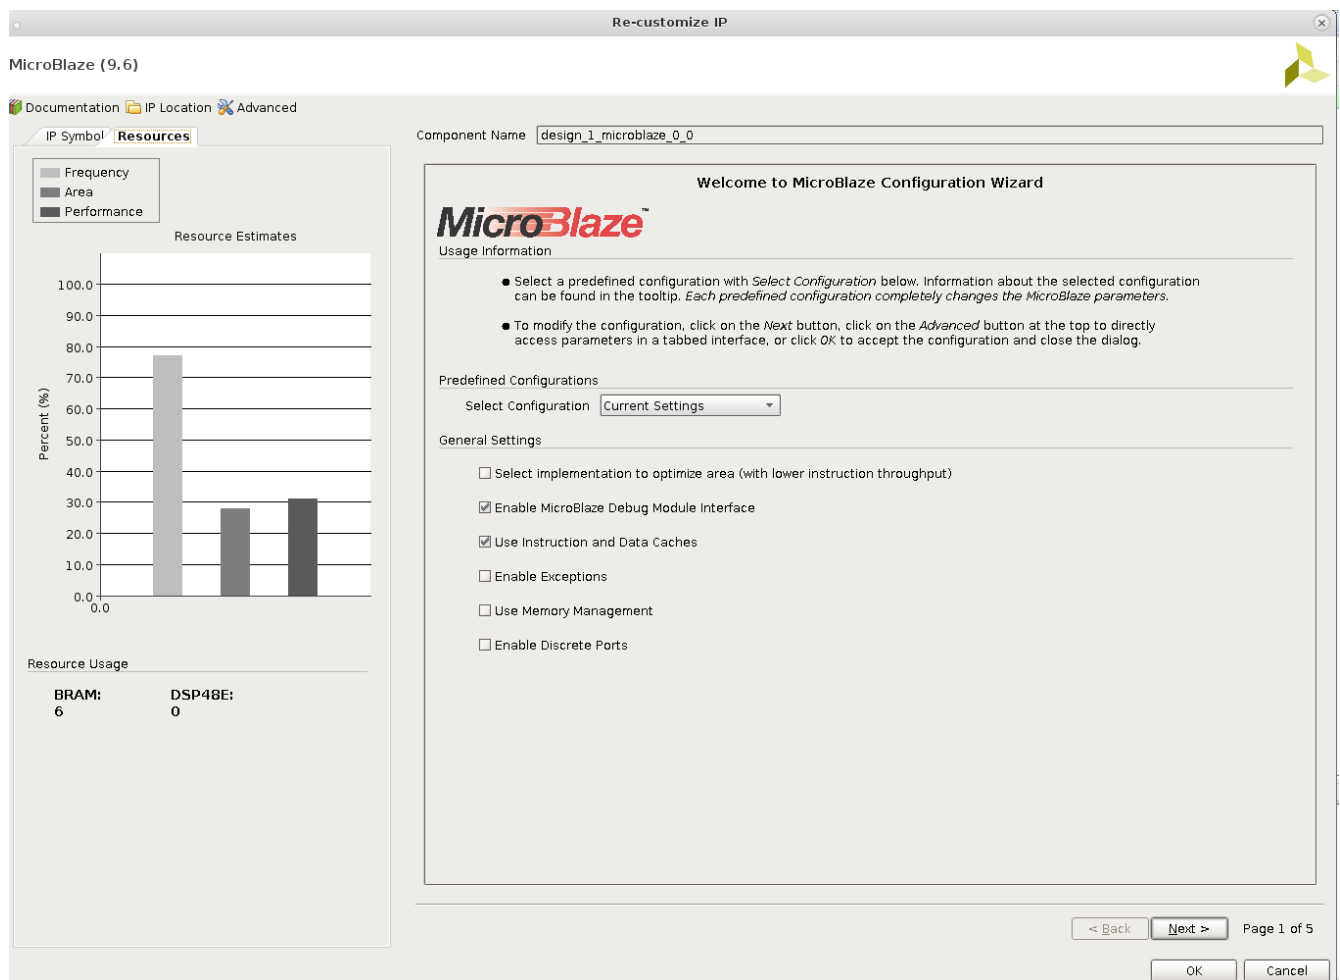 Re-customize IP
MicroBlaze (9.6)
Documentation IP Location Advanced
IP Symbol Resources
Frequency
Area
Performance
Resource Estimates
Percent (%)
100.0
90.0
80.0
70.0
60.0
50.0
40.0
30.0
20.0
10.0
0.0
0.0
Resource Usage
BRAM: DSP48E:
6 0
Component Name design_1_microblaze_0_0
Welcome to MicroBlaze Configuration Wizard
MicroBlaze™
Usage Information
Select a predefined configuration with Select Configuration below. Information about the selected configuration
can be found in the tooltip. Each predefined configuration completely changes the MicroBlaze parameters.
To modify the configuration, click on the Next button, click on the Advanced button at the top to directly
access parameters in a tabbed interface, or click OK to accept the configuration and close the dialog.
Predefined Configurations
Select Configuration Current Settings
General Settings
Select implementation to optimize area (with lower instruction throughput)
Enable MicroBlaze Debug Module Interface
Use Instruction and Data Caches
Enable Exceptions
Use Memory Management
Enable Discrete Ports
< Back Next > Page 1 of 5
OK Cancel